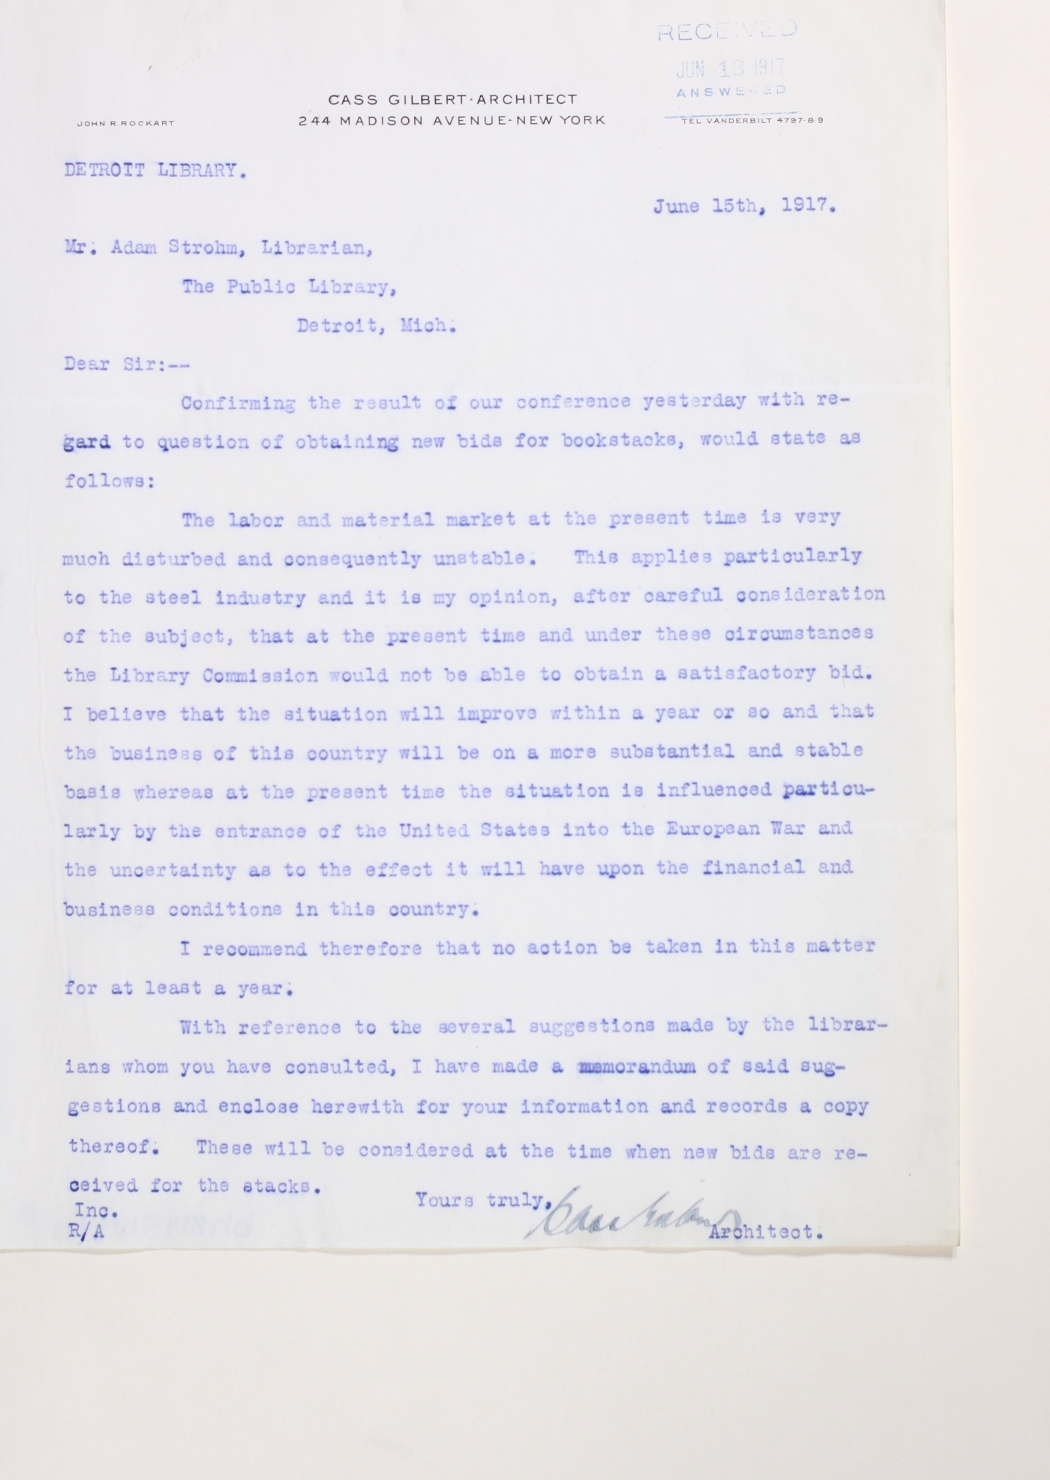 RECEIVED
JUN 18 1917
ANSWERED
CASS GILBERT·ARCHITECT
JOHN R. ROCKART
244 MADISON AVENUE-NEW YORK
TEL VANDERBILT 4797-8-9
DETROIT LIBRARY.
June 15th, 1917.
Mr. Adam Strohm, Librarian,
The Public Library,
Detroit, Mich.
Dear Sir:--
Confirming the result of our conference yesterday with re-
gard to question of obtaining new bids for bookstacks, would state as
follows:
The labor and material market at the present time is very
much disturbed and consequently unstable. This applies particularly
to the steel industry and it is my opinion, after careful consideration
of the subject, that at the present time and under these circumstances
the Library Commission would not be able to obtain a satisfactory bid.
I believe that the situation will improve within a year or so and that
the business of this country will be on a more substantial and stable
basis whereas at the present time the situation is influenced particu-
larly by the entrance of the United States into the European War and
the uncertainty as to the effect it will have upon the financial and
business conditions in this country.
I recommend therefore that no action be taken in this matter
for at least a year.
With reference to the several suggestions made by the librar-
ians whom you have consulted, I have made a memorandum of said sug-
gestions and enclose herewith for your information and records a copy
thereof. These will be considered at the time when new bids are re-
ceived for the stacks.
Yours truly,
Cass Gilbert
Inc.
R/A
Architect.